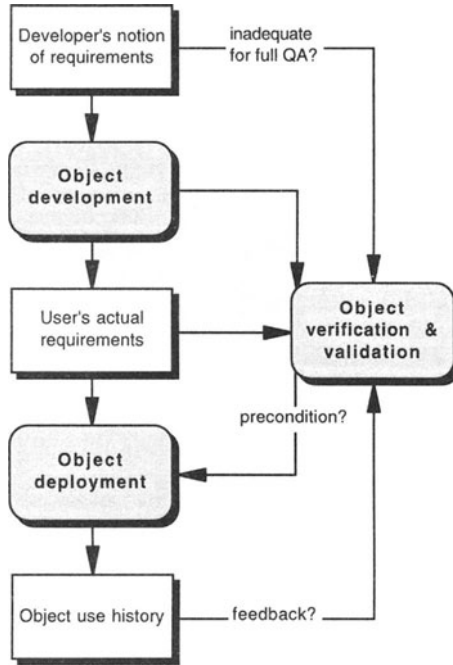 Developer's notion
of requirements
inadequate
for full QA?
Object
development
User's actual
requirements
Object
verification &
validation
precondition?
Object
deployment
Object use history
feedback?